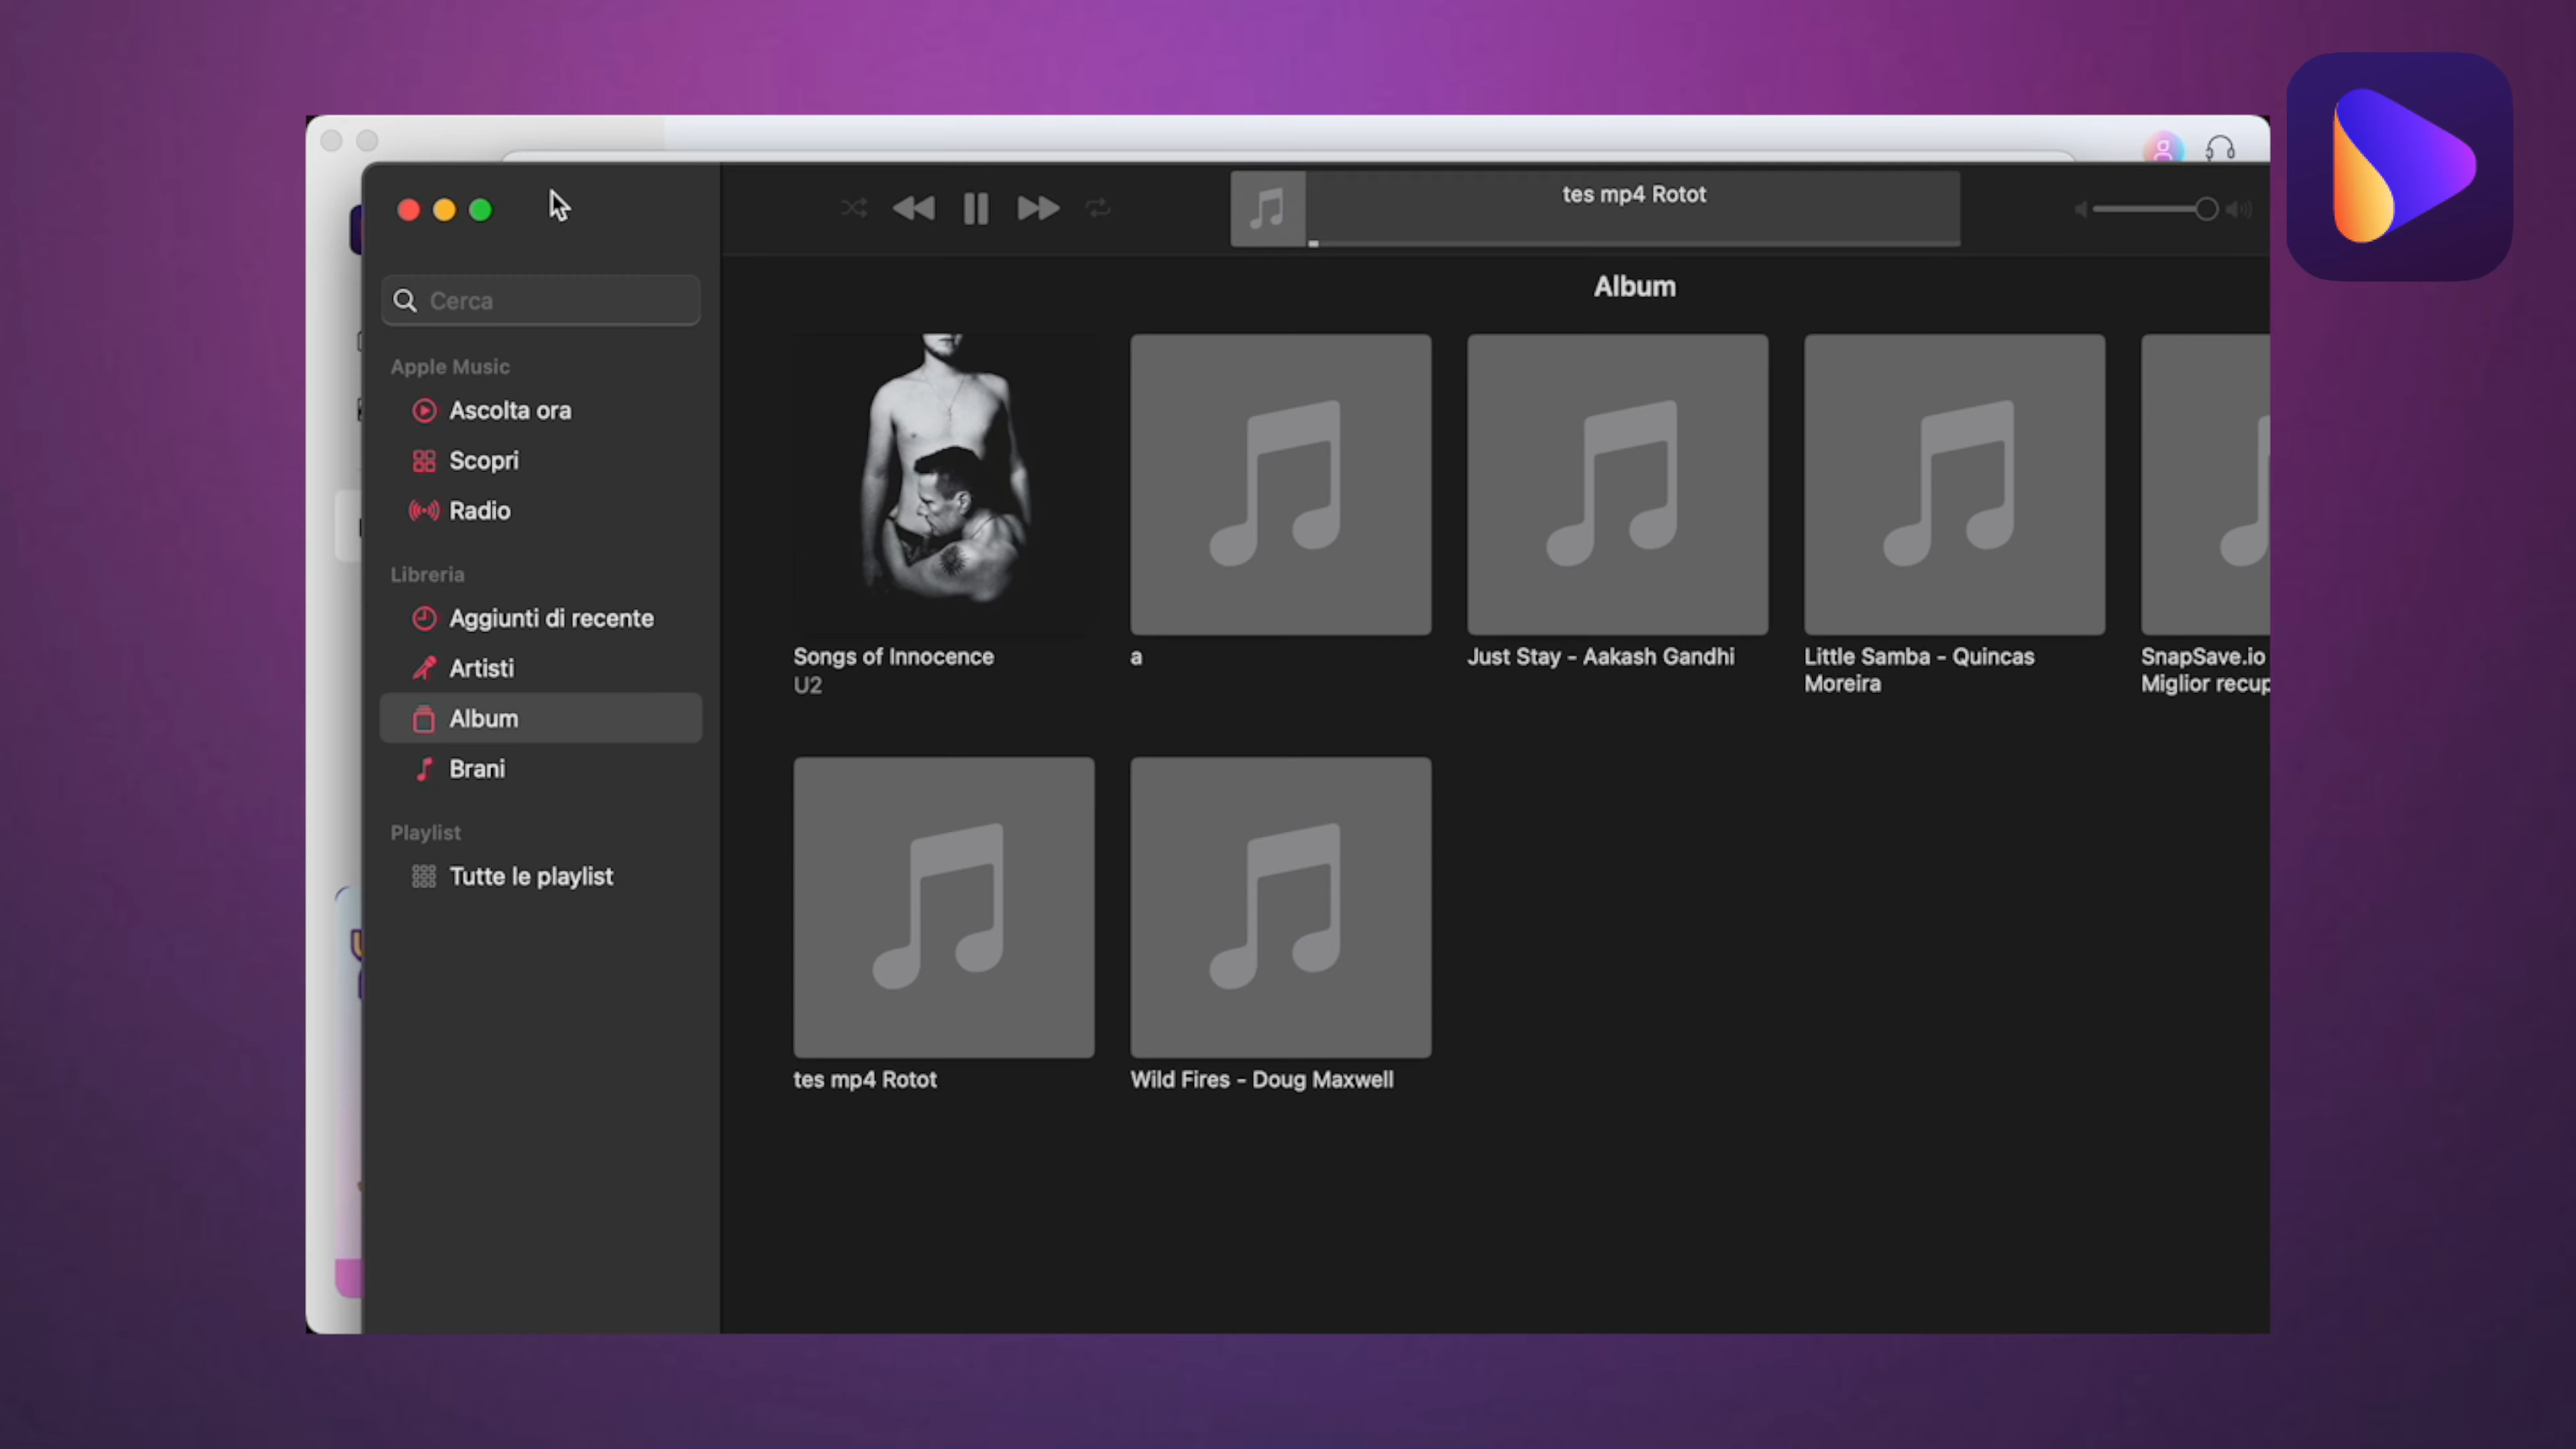 tes mp4 Rotot
Cerca
Album
Apple Music
Ascolta ora
Scopri
Radio
Libreria
Aggiunti di recente
Artisti
Album
Brani
Playlist
Tutte le playlist
Songs of Innocence
U2
a
Just Stay - Aakash Gandhi
Little Samba - Quincas
Moreira
SnapSave.io
Miglior recup
tes mp4 Rotot
Wild Fires - Doug Maxwell